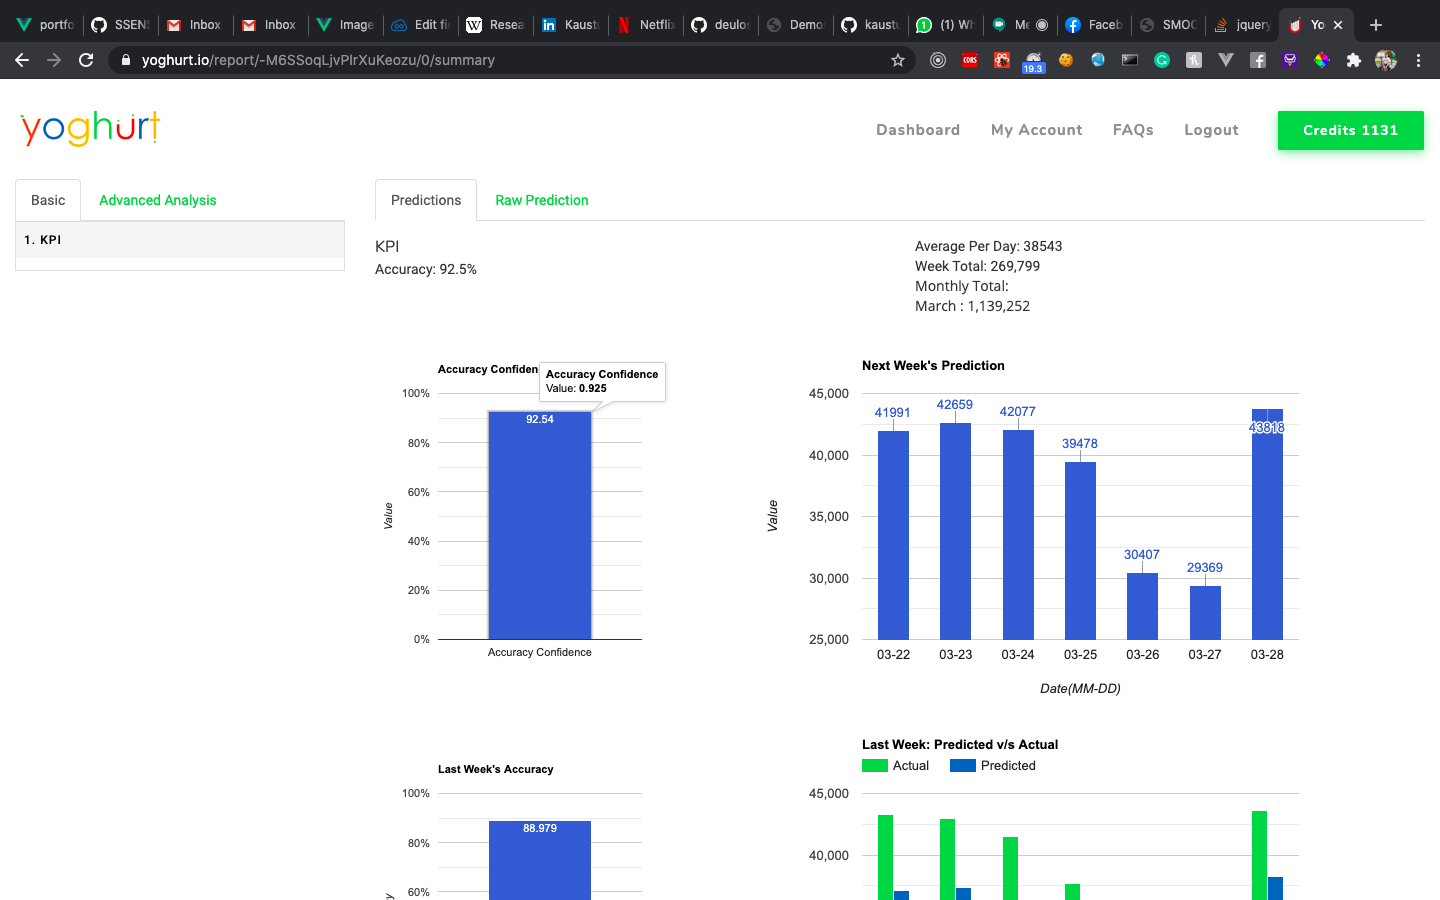 portfo SSENS Inbox Inbox Image Edit fi Resea Kaustu Netflix deulos Demo kaustu (1) Wh Me Faceb SMOC jquery Yo
yoghurt.io/report/-M6SSoqLjvPIrXuKeozu/0/summary
CORS
19.3
yoghurt
Dashboard My Account FAQs Logout Credits 1131
Basic Advanced Analysis
1. KPI
Predictions Raw Prediction
KPI
Accuracy: 92.5%
Average Per Day: 38543
Week Total: 269,799
Monthly Total:
March : 1,139,252
Accuracy Confiden
Accuracy Confidence
Value: 0.925
100%
80%
60%
40%
20%
0%
Value
92.54
Accuracy Confidence
Next Week's Prediction
45,000
40,000
35,000
30,000
25,000
Value
41991 42659 42077 39478 30407 29369 43818
03-22 03-23 03-24 03-25 03-26 03-27 03-28
Date(MM-DD)
Last Week's Accuracy
100%
80%
60%
y
88.979
Last Week: Predicted v/s Actual
Actual Predicted
45,000
40,000